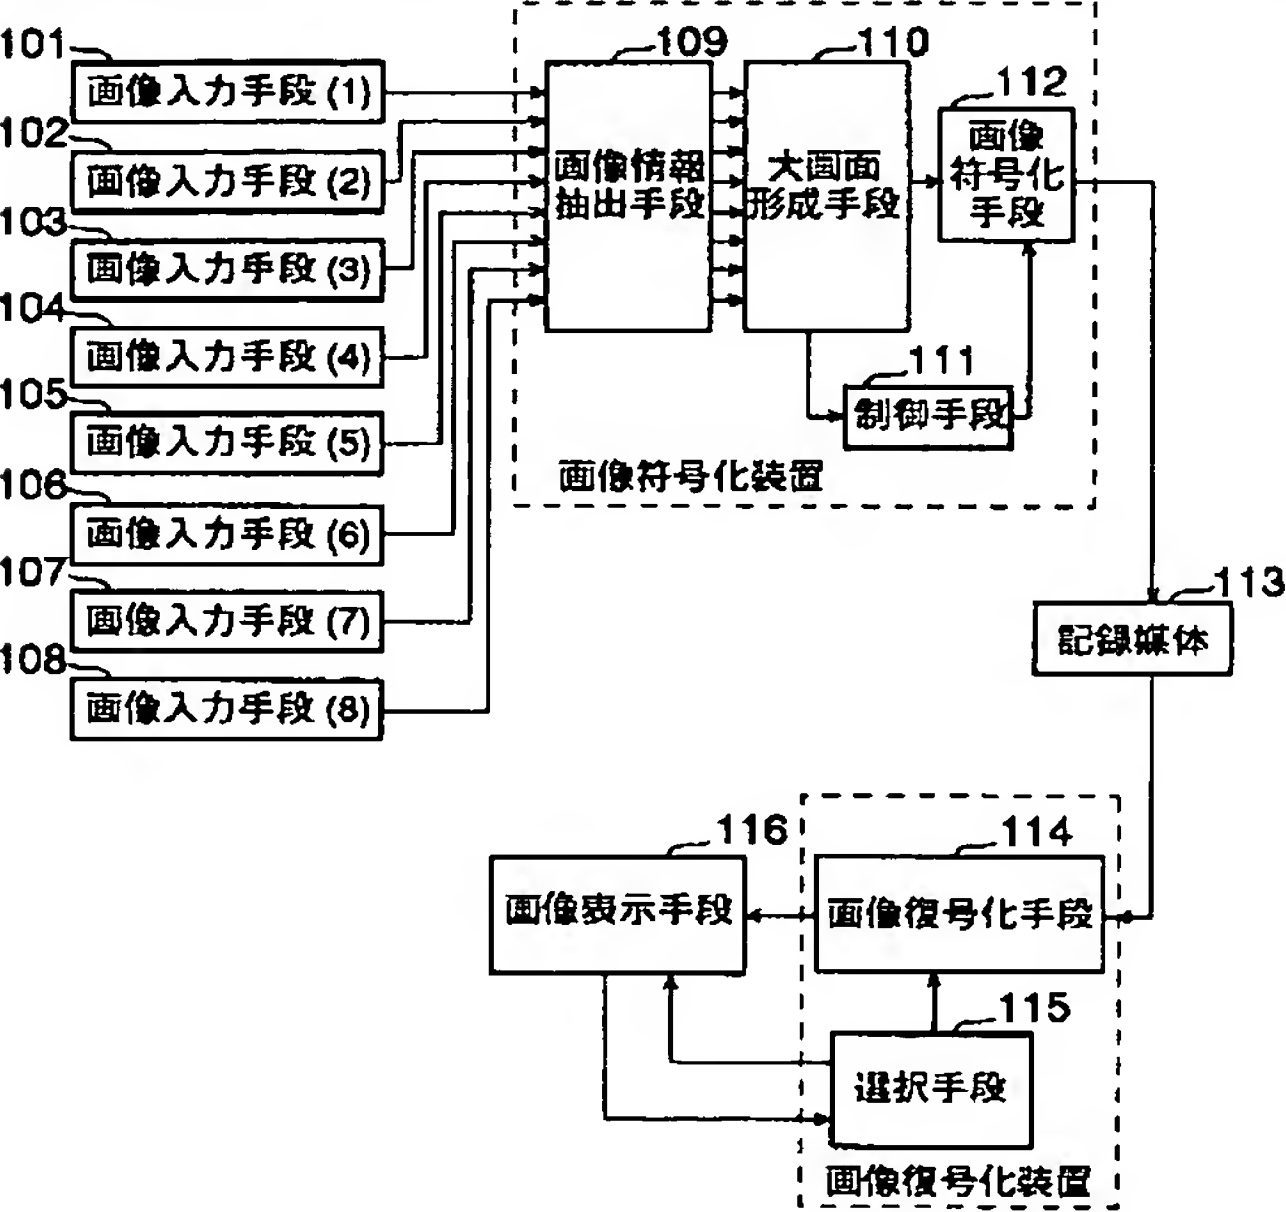 101
画像入力手段(1)
102
画像入力手段(2)
103
画像入力手段(3)
104
画像入力手段(4)
105
画像入力手段(5)
106
画像入力手段(6)
107
画像入力手段(7)
108
画像入力手段(8)
109
画像情報
抽出手段
110
大画面
形成手段
112
画像
符号化
手段
111
制御手段
画像符号化装置
113
記録媒体
116
画像表示手段
114
画像復号化手段
115
選択手段
画像復号化装置